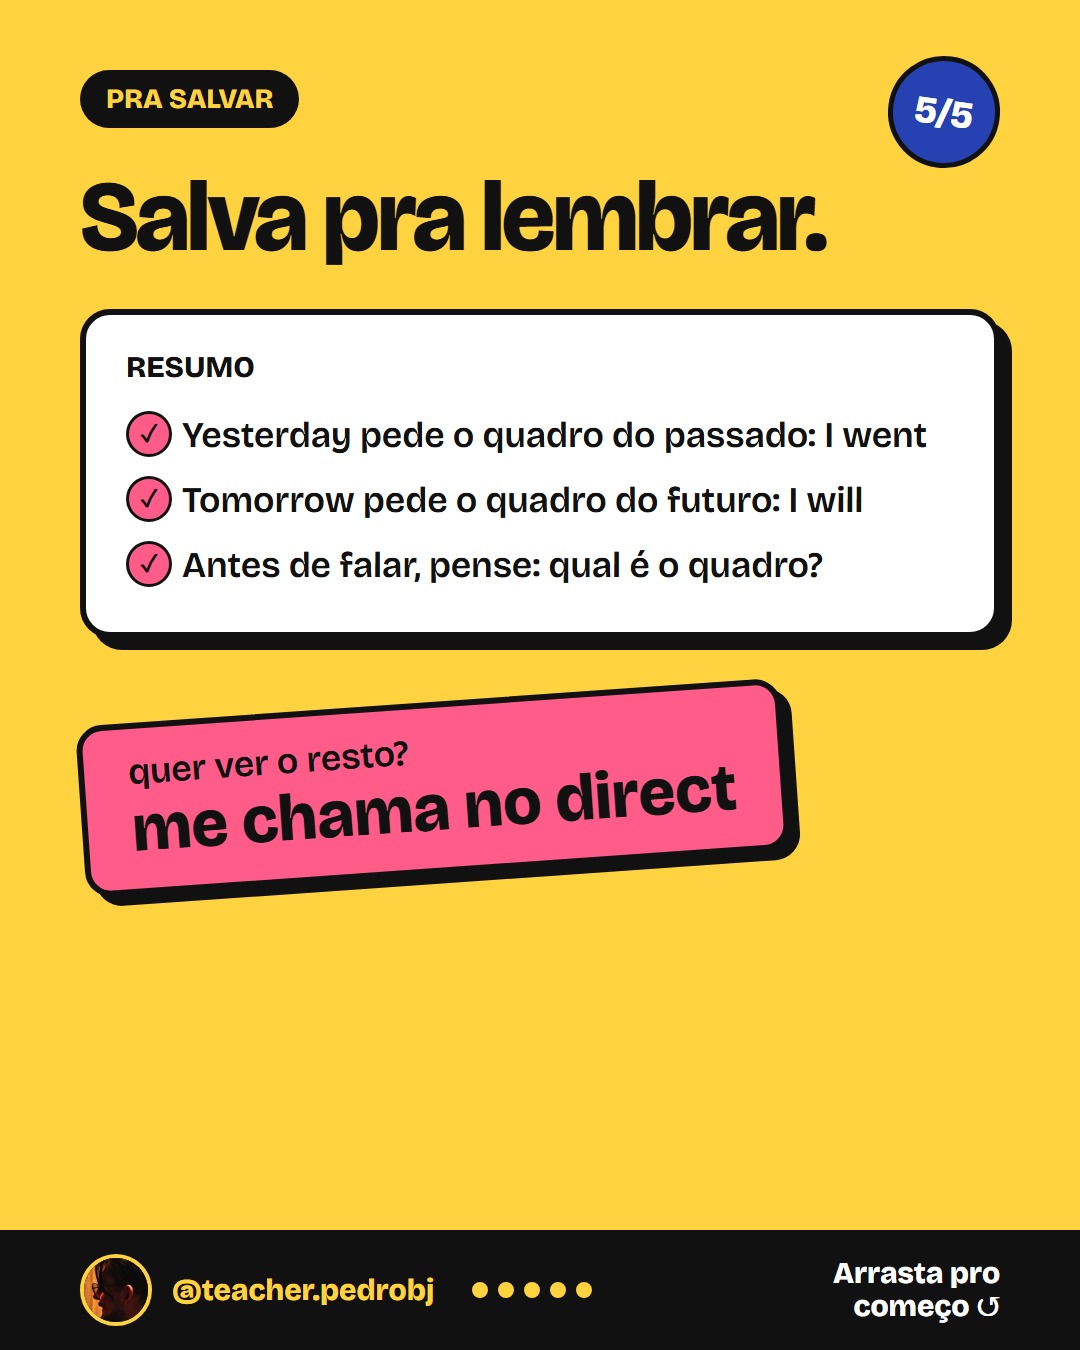 PRA SALVAR
5/5
Salva pra lembrar.
RESUMO
✓ Yesterday pede o quadro do passado: I went
✓ Tomorrow pede o quadro do futuro: I will
✓ Antes de falar, pense: qual é o quadro?
quer ver o resto?
me chama no direct
@teacher.pedrobj
Arrasta pro
começo ↺